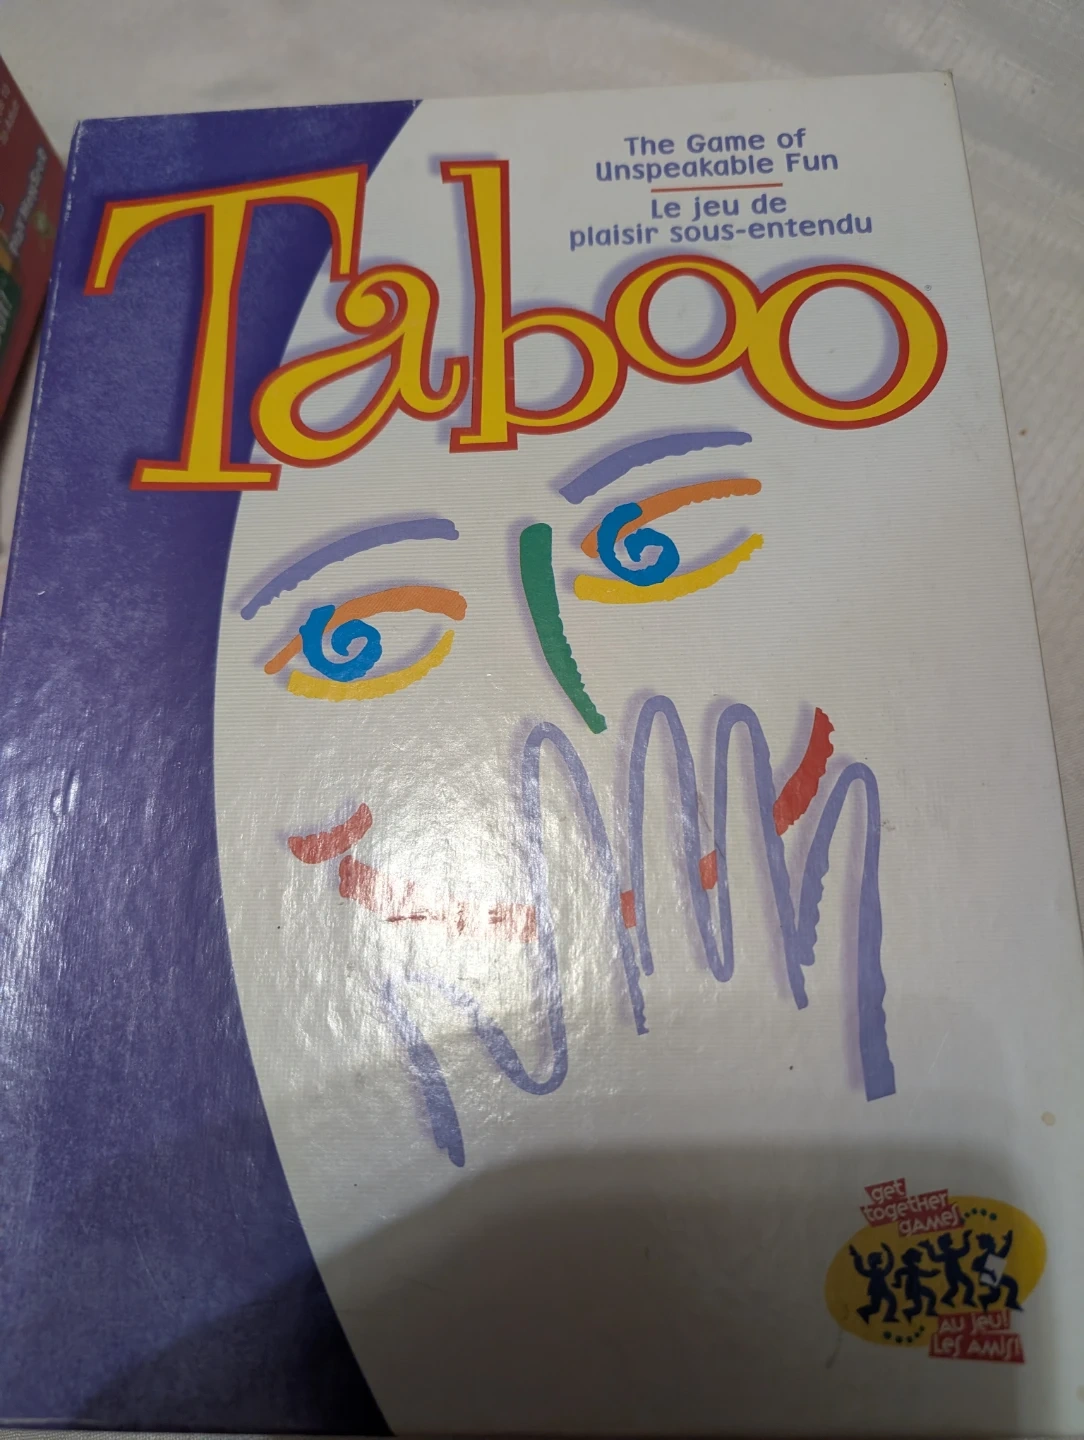 The Game of
Unspeakable Fun
Le jeu de
plaisir sous-entendu
Taboo
get
together
games
AU JEU!
LES AMIS!